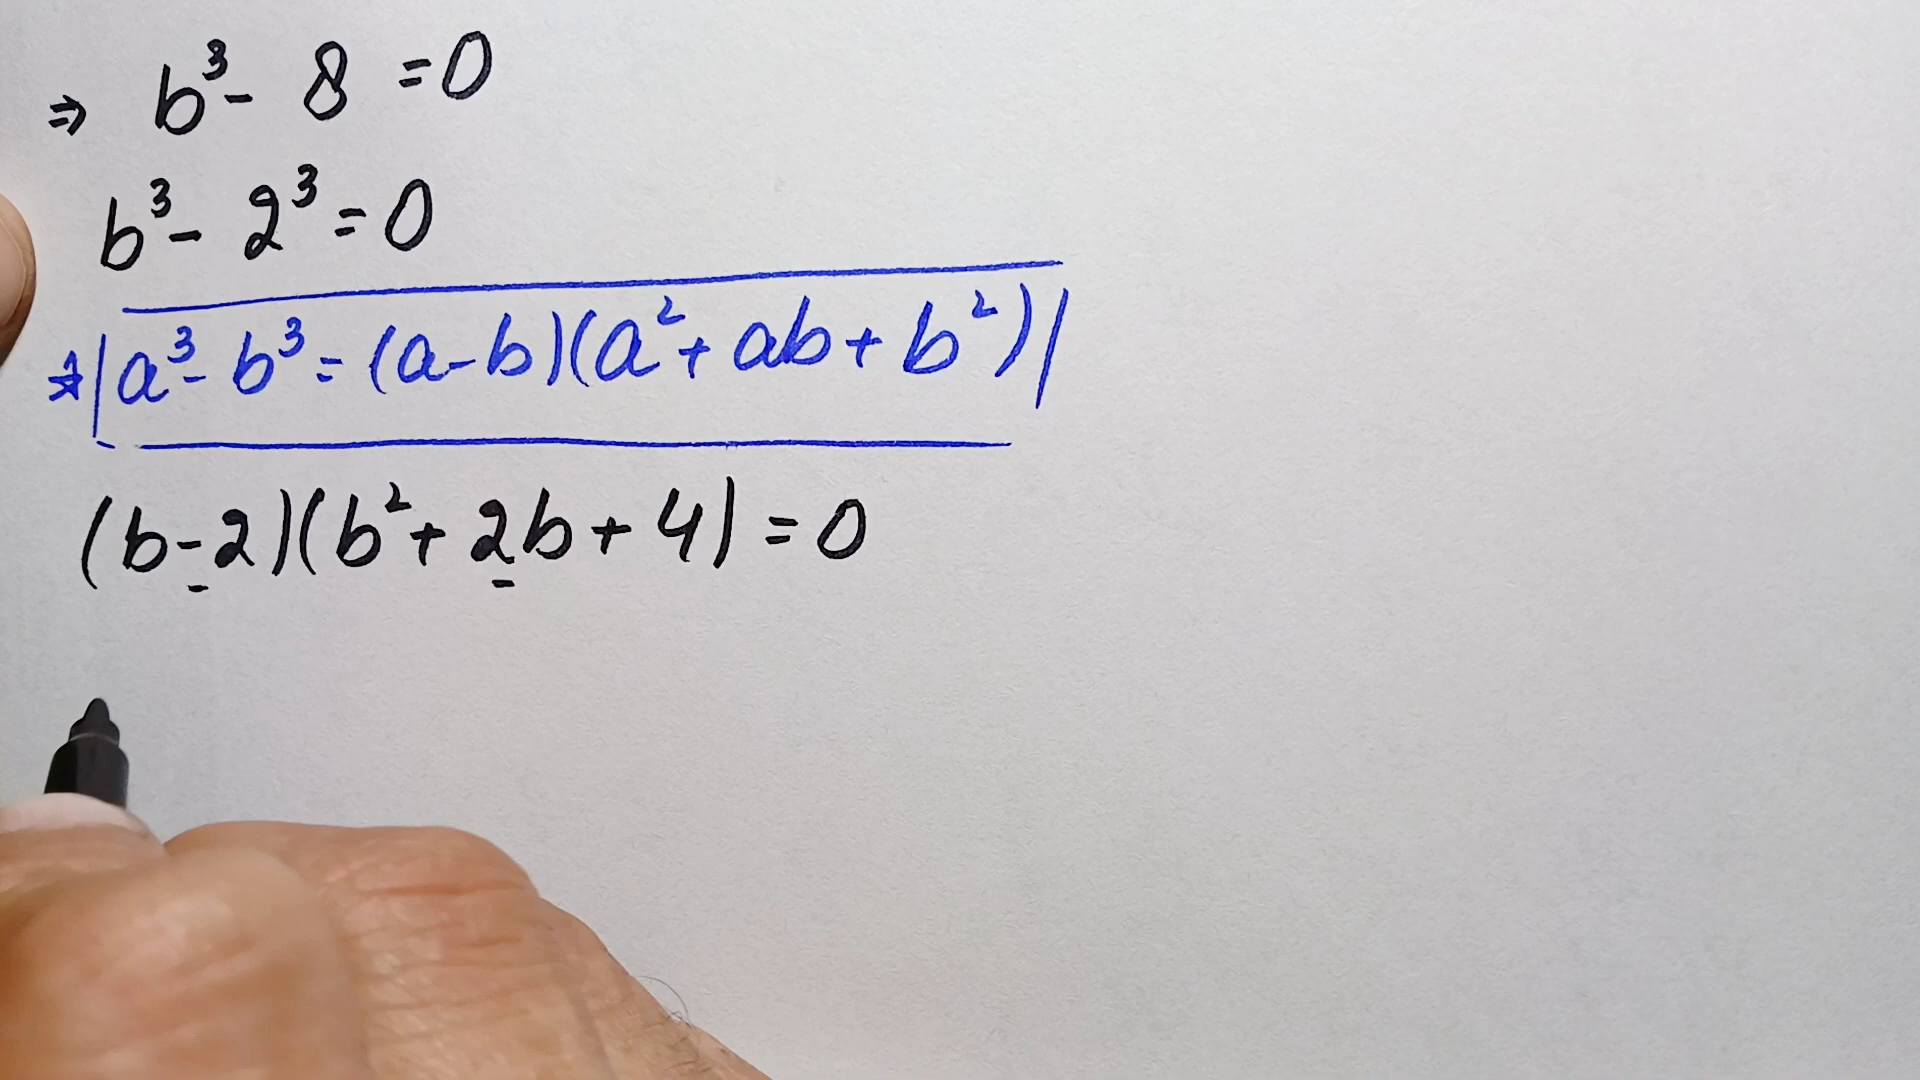 ⇒ b³ - 8 = 0
b³ - 2³ = 0
☆ | a³ - b³ = (a-b)(a² + ab + b²) |
(b-2)(b² + 2b + 4) = 0